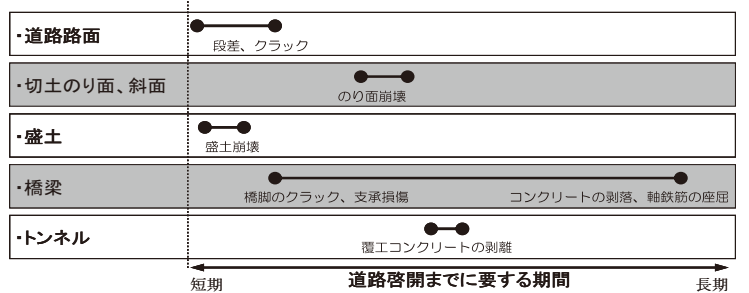 ・道路路面
段差、クラック
・切土のり面、斜面
のり面崩壊
・盛土
盛土崩壊
・橋梁
橋脚のクラック、支承損傷
コンクリートの剥落、軸鉄筋の座屈
・トンネル
覆工コンクリートの剥離
短期
道路啓開までに要する期間
長期